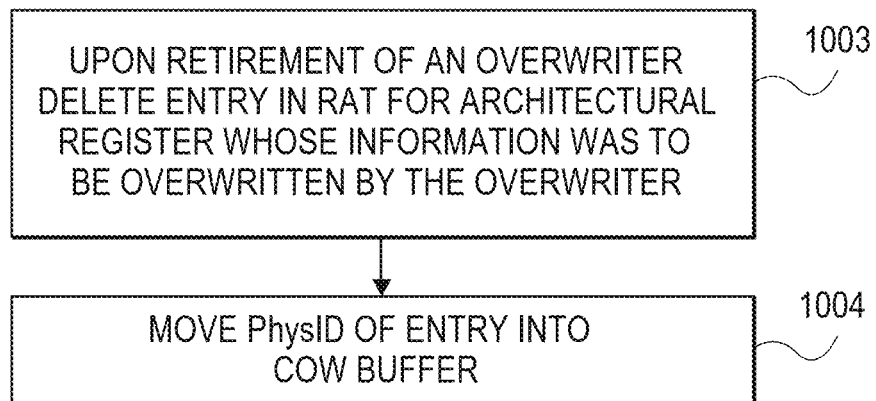 UPON RETIREMENT OF AN OVERWRITER
DELETE ENTRY IN RAT FOR ARCHITECTURAL
REGISTER WHOSE INFORMATION WAS TO
BE OVERWRITTEN BY THE OVERWRITER
1003
MOVE PhysID OF ENTRY INTO
COW BUFFER
1004